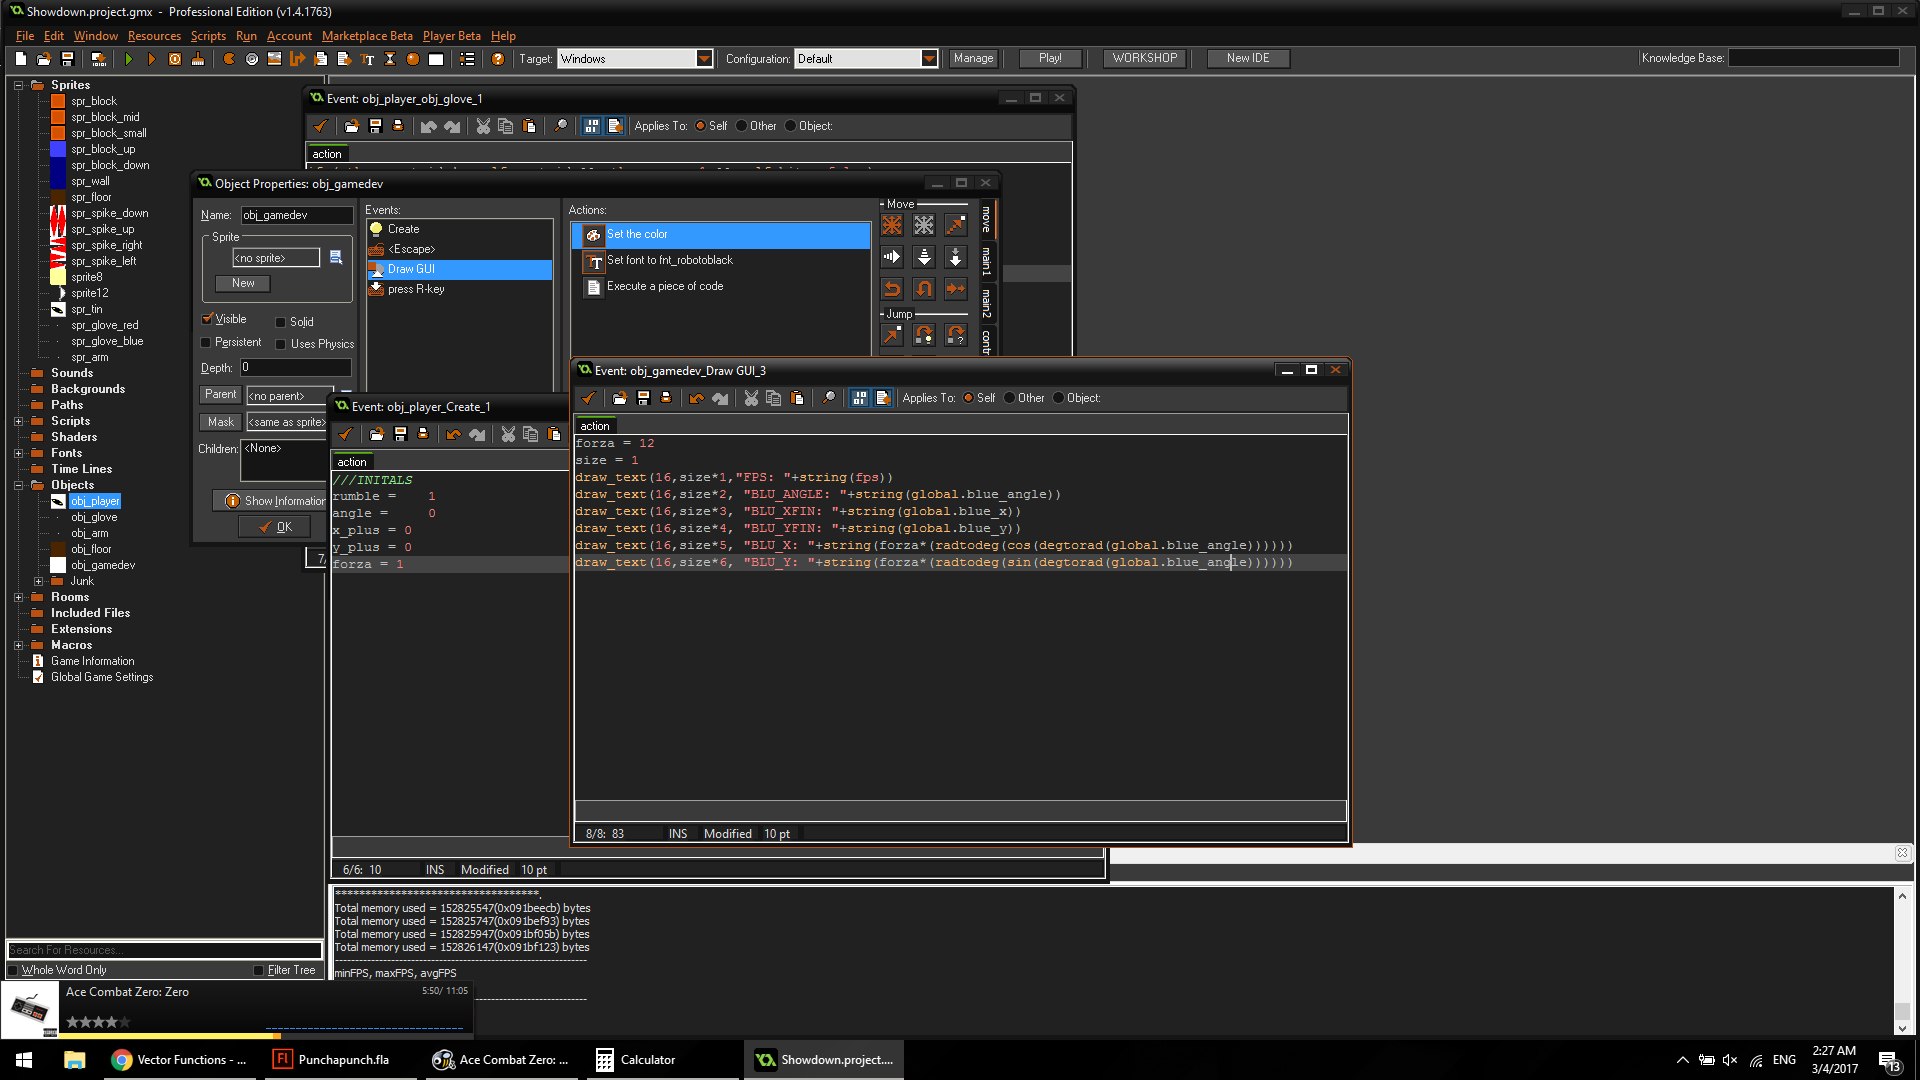 Showdown.project.gmx - Professional Edition (v1.4.1763)
File Edit Window Resources Scripts Run Account Marketplace Beta Player Beta Help
Target: Windows Configuration: Default Manage Play! WORKSHOP New IDE Knowledge Base:
Sprites
spr_block
spr_block_mid
spr_block_small
spr_block_up
spr_block_down
spr_wall
spr_floor
spr_spike_down
spr_spike_up
spr_spike_right
spr_spike_left
sprite8
sprite12
spr_tin
spr_glove_red
spr_glove_blue
spr_arm
Sounds
Backgrounds
Paths
Scripts
Shaders
Fonts
Time Lines
Objects
obj_player
obj_glove
obj_arm
obj_floor
obj_gamedev
Junk
Rooms
Included Files
Extensions
Macros
Game Information
Global Game Settings
Search For Resources...
Whole Word Only Filter Tree
Event: obj_player_obj_glove_1
Applies To: Self Other Object:
action
Object Properties: obj_gamedev
Name: obj_gamedev
Sprite
<no sprite>
New
Visible Solid
Persistent Uses Physics
Depth: 0
Parent <no parent>
Mask <same as sprite>
Children: <None>
Show Information
OK
Events:
Create
<Escape>
Draw GUI
press R-key
Actions:
Set the color
Set font to fnt_robotoblack
Execute a piece of code
Move
Jump
move
main1
main2
contr
Event: obj_player_Create_1
action
///INITALS
rumble = 1
angle = 0
x_plus = 0
y_plus = 0
forza = 1
6/6: 10 INS Modified 10 pt
Event: obj_gamedev_Draw GUI_3
Applies To: Self Other Object:
action
forza = 12
size = 1
draw_text(16,size*1,"FPS: "+string(fps))
draw_text(16,size*2, "BLU_ANGLE: "+string(global.blue_angle))
draw_text(16,size*3, "BLU_XFIN: "+string(global.blue_x))
draw_text(16,size*4, "BLU_YFIN: "+string(global.blue_y))
draw_text(16,size*5, "BLU_X: "+string(forza*(radtodeg(cos(degtorad(global.blue_angle))))))
draw_text(16,size*6, "BLU_Y: "+string(forza*(radtodeg(sin(degtorad(global.blue_angle))))))
8/8: 83 INS Modified 10 pt
Total memory used = 152825547(0x091beecb) bytes
Total memory used = 152825747(0x091bef93) bytes
Total memory used = 152825947(0x091bf05b) bytes
Total memory used = 152826147(0x091bf123) bytes
minFPS, maxFPS, avgFPS
Ace Combat Zero: Zero 5:50/ 11:05
Vector Functions - ...
Punchapunch.fla
Ace Combat Zero: ...
Calculator
Showdown.project....
ENG
2:27 AM
3/4/2017
13